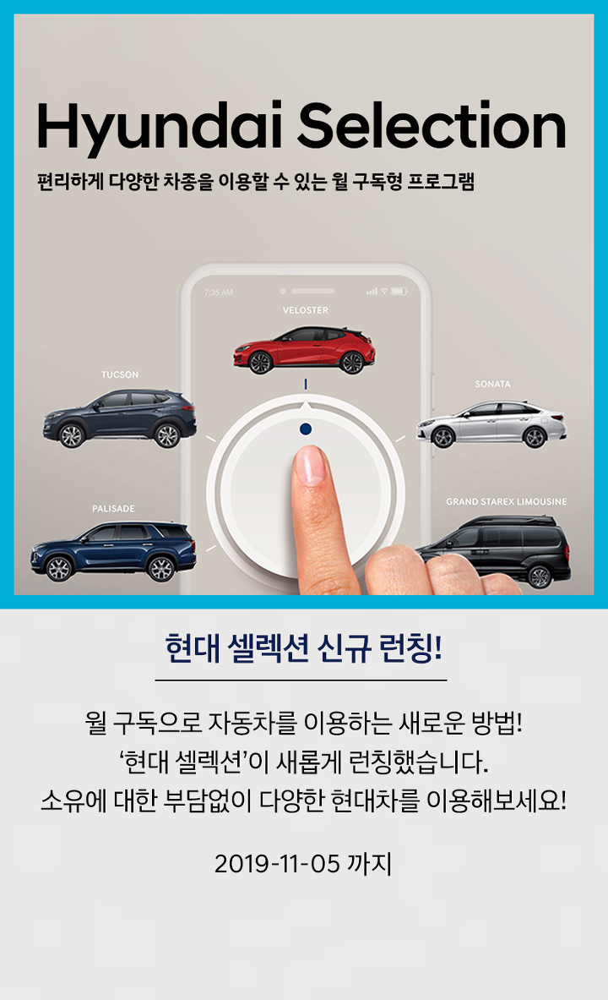 Hyundai Selection
편리하게 다양한 차종을 이용할 수 있는 월 구독형 프로그램
7:35 AM
VELOSTER
TUCSON
SONATA
PALISADE
GRAND STAREX LIMOUSINE
현대 셀렉션 신규 런칭!
월 구독으로 자동차를 이용하는 새로운 방법!
‘현대 셀렉션’이 새롭게 런칭했습니다.
소유에 대한 부담없이 다양한 현대차를 이용해보세요!
2019-11-05 까지